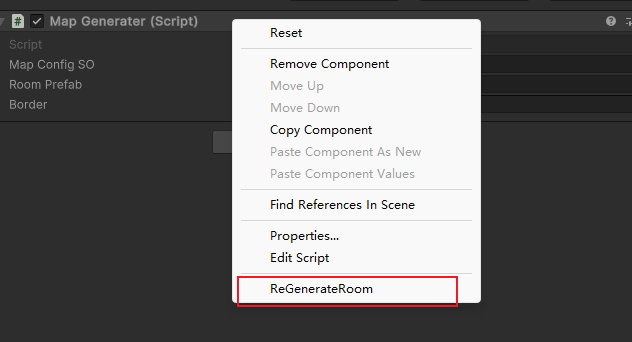 Map Generater (Script)
Script
Map Config SO
Room Prefab
Border
Reset
Remove Component
Move Up
Move Down
Copy Component
Paste Component As New
Paste Component Values
Find References In Scene
Properties...
Edit Script
ReGenerateRoom